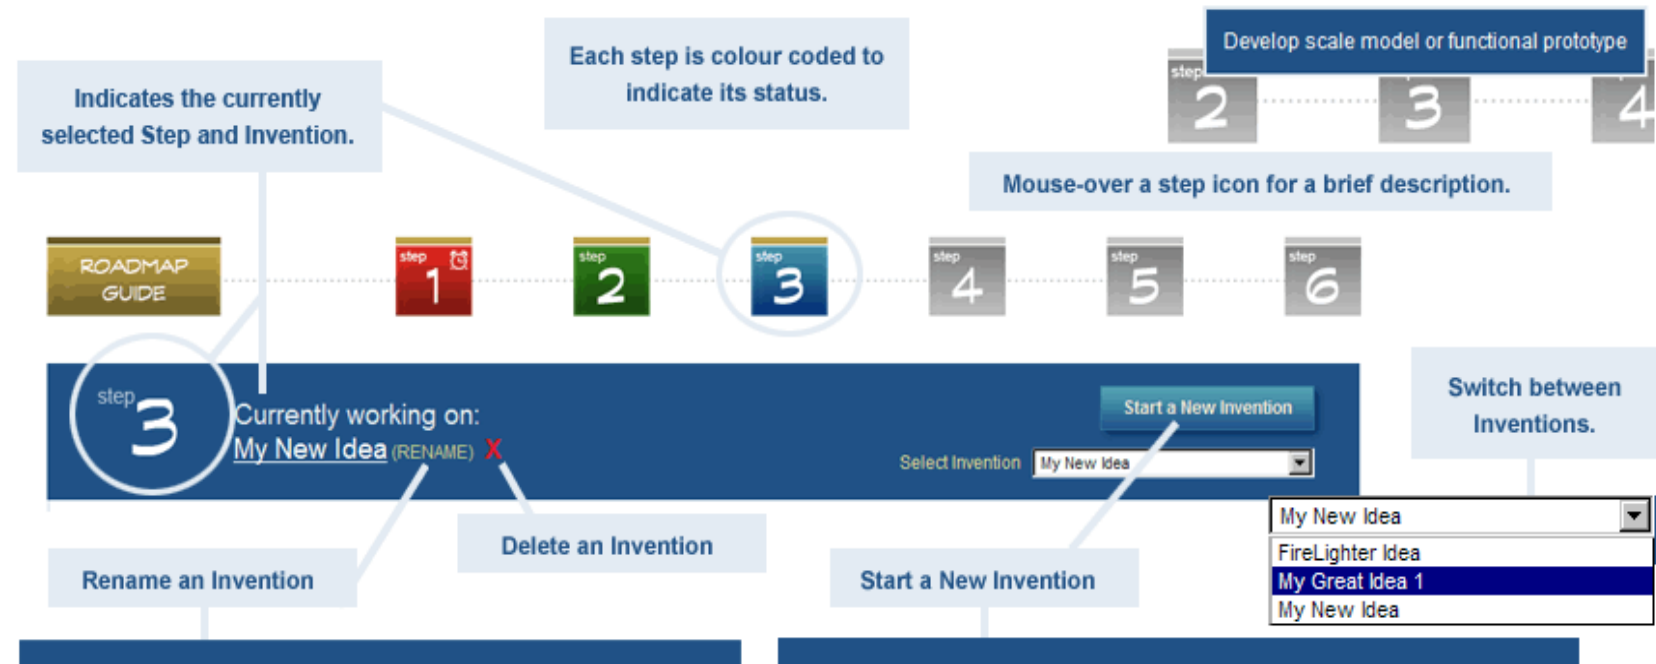 Develop scale model or functional prototype
Each step is colour coded to
indicate its status.
Indicates the currently
selected Step and Invention.
step
2
3
4
Mouse-over a step icon for a brief description.
ROADMAP
GUIDE
step
1
step
2
step
3
step
4
step
5
step
6
step
3
Currently working on:
My New Idea (RENAME) X
Start a New Invention
Select Invention My New Idea
Switch between
Inventions.
My New Idea
FireLighter Idea
My Great Idea 1
My New Idea
Delete an Invention
Rename an Invention
Start a New Invention